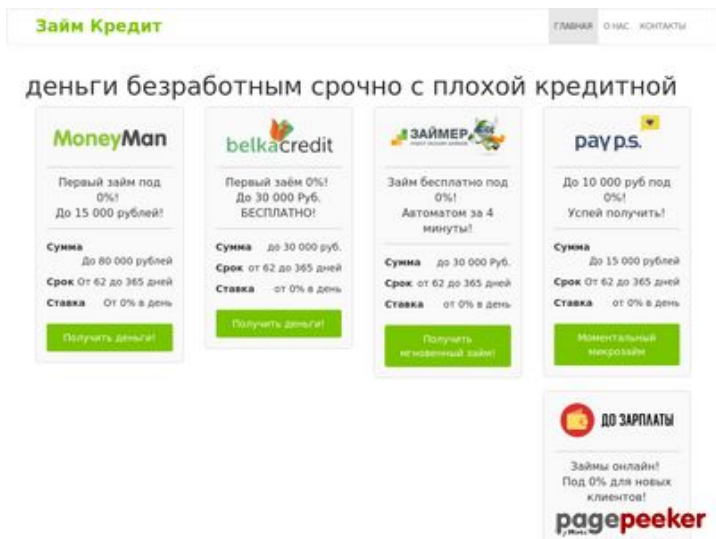 Займ Кредит
ГЛАВНАЯ О НАС. КОНТАКТЫ
деньги безработным срочно с плохой кредитной
MoneyMan
Первый займ под
0%!
До 15 000 рублей!
Сумма
До 80 000 рублей
Срок От 62 до 365 дней
Ставка От 0% в день
Получить деньги!
belkacredit
Первый заём 0%!
До 30 000 Руб.
БЕСПЛАТНО!
Сумма до 30 000 руб.
Срок от 62 до 365 дней
Ставка от 0% в день
Получить деньги!
ЗАЙМЕР
Займ бесплатно под
0%!
Автоматом за 4
минуты!
Сумма до 30 000 Руб.
Срок от 62 до 365 дней
Ставка от 0% в день
Получить
мгновенный займ!
pay p.s.
До 10 000 руб под
0%!
Успей получить!
Сумма
До 15 000 рублей
Срок От 62 до 365 дней
Ставка от 0% в день
Моментальный
микрозайм
ДО ЗАРПЛАТЫ
Займы онлайн!
Под 0% для новых
клиентов!
pagepeeker